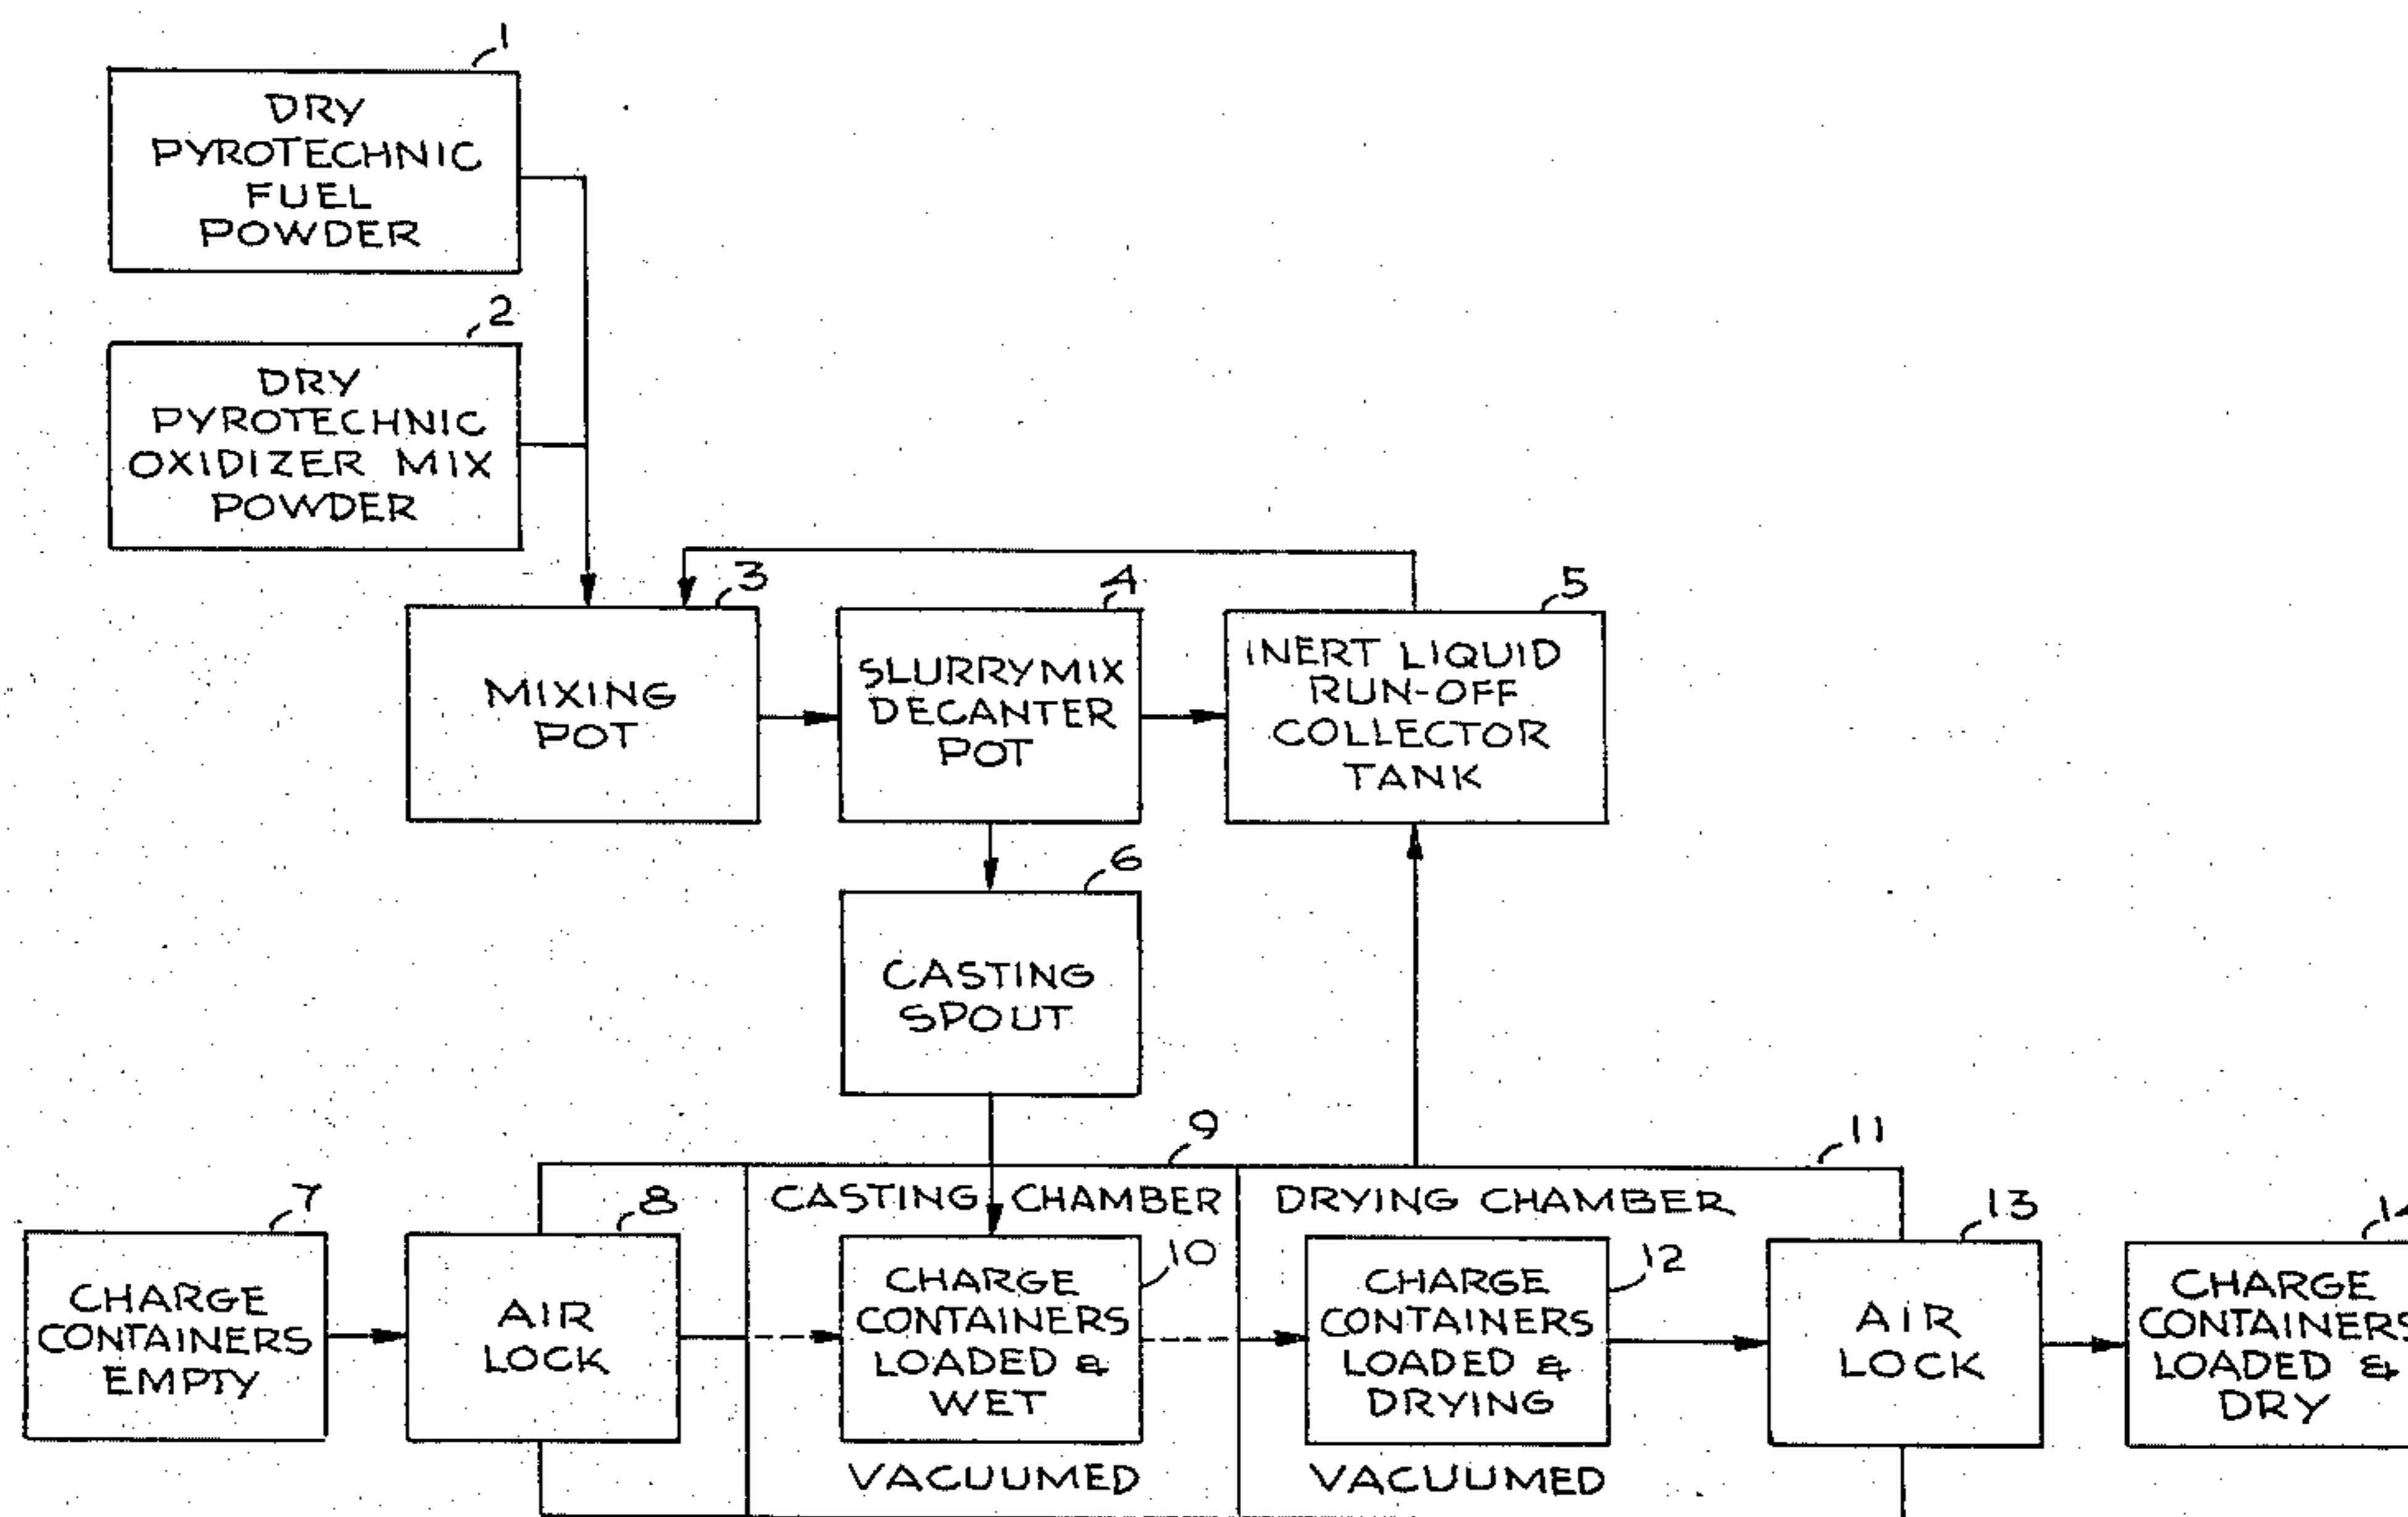 1
DRY
PYROTECHNIC
FUEL
POWDER
2
DRY
PYROTECHNIC
OXIDIZER MIX
POWDER
3
MIXING
POT
4
SLURRYMIX
DECANTER
POT
5
INERT LIQUID
RUN-OFF
COLLECTOR
TANK
6
CASTING
SPOUT
7
CHARGE
CONTAINERS
EMPTY
8
AIR
LOCK
9
CASTING CHAMBER
10
CHARGE
CONTAINERS
LOADED &
WET
VACUUMED
11
DRYING CHAMBER
12
CHARGE
CONTAINERS
LOADED &
DRYING
VACUUMED
13
AIR
LOCK
14
CHARGE
CONTAINERS
LOADED &
DRY